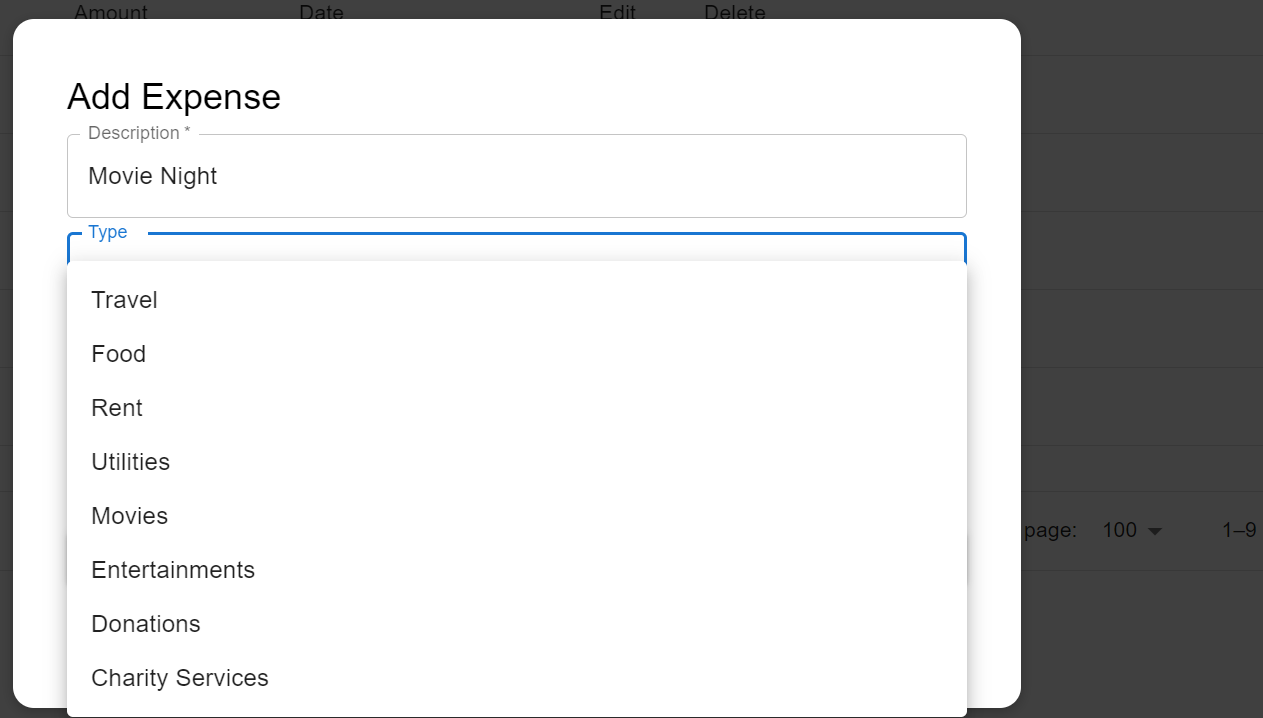 Amount Date Edit Delete
Add Expense
Description *
Movie Night
Type
Travel
Food
Rent
Utilities
Movies
Entertainments
Donations
Charity Services
page: 100 1–9